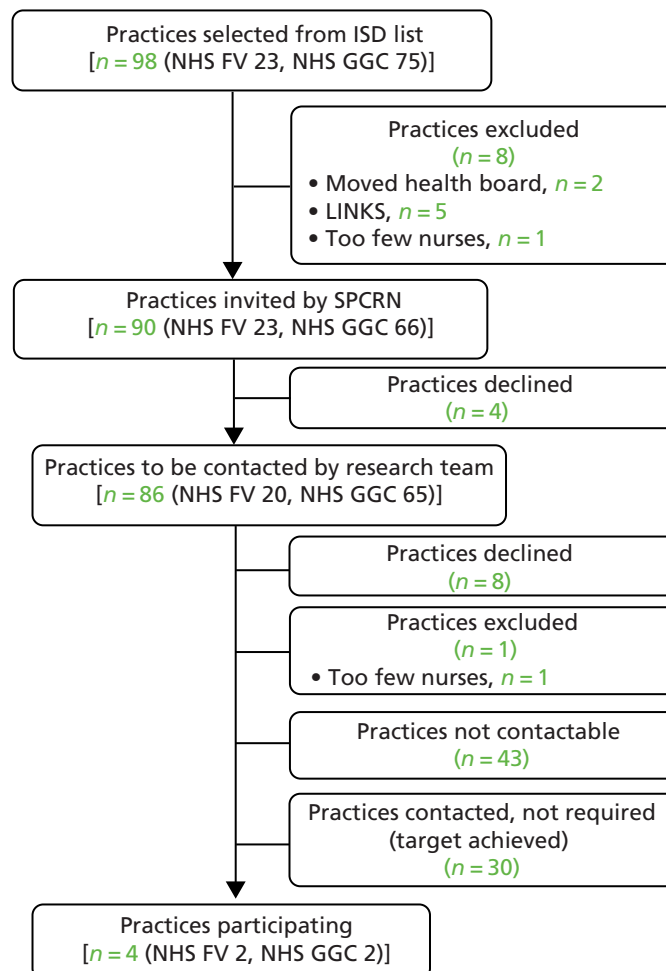 Practices selected from ISD list
[n = 98 (NHS FV 23, NHS GGC 75)]
Practices excluded
(n = 8)
• Moved health board, n = 2
• LINKS, n = 5
• Too few nurses, n = 1
Practices invited by SPCRN
[n = 90 (NHS FV 23, NHS GGC 66)]
Practices declined
(n = 4)
Practices to be contacted by research team
[n = 86 (NHS FV 20, NHS GGC 65)]
Practices declined
(n = 8)
Practices excluded
(n = 1)
• Too few nurses, n = 1
Practices not contactable
(n = 43)
Practices contacted, not required
(target achieved)
(n = 30)
Practices participating
[n = 4 (NHS FV 2, NHS GGC 2)]